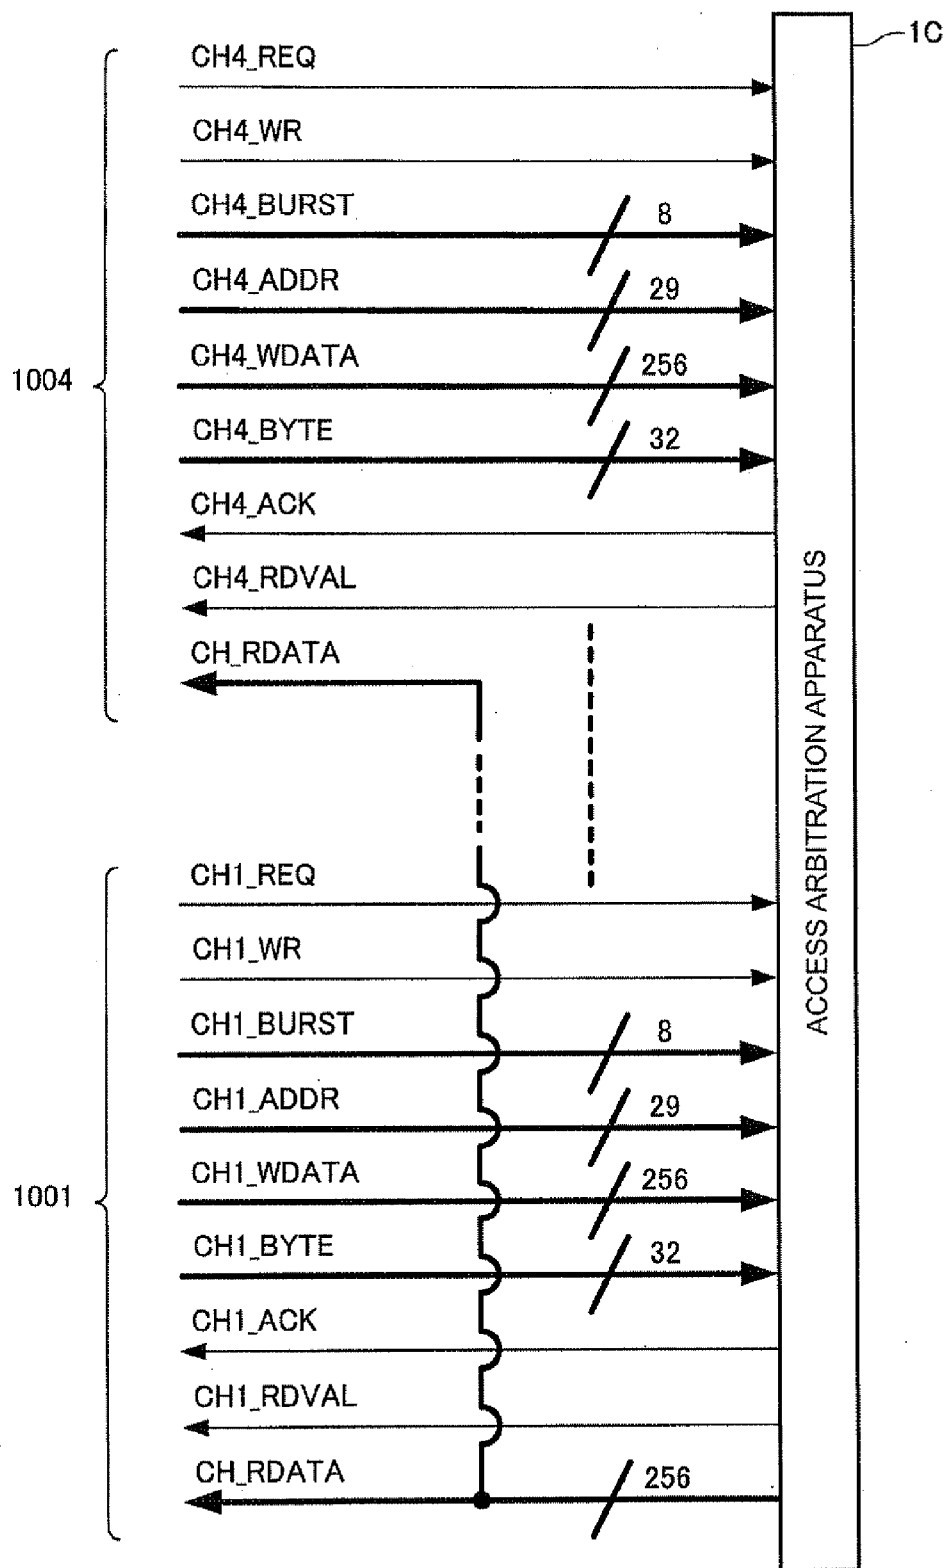 1C
CH4_REQ
CH4_WR
CH4_BURST
8
CH4_ADDR
29
CH4_WDATA
256
1004
CH4_BYTE
32
CH4_ACK
CH4_RDVAL
CH_RDATA
ACCESS ARBITRATION APPARATUS
CH1_REQ
CH1_WR
CH1_BURST
8
CH1_ADDR
29
CH1_WDATA
256
1001
CH1_BYTE
32
CH1_ACK
CH1_RDVAL
CH_RDATA
256